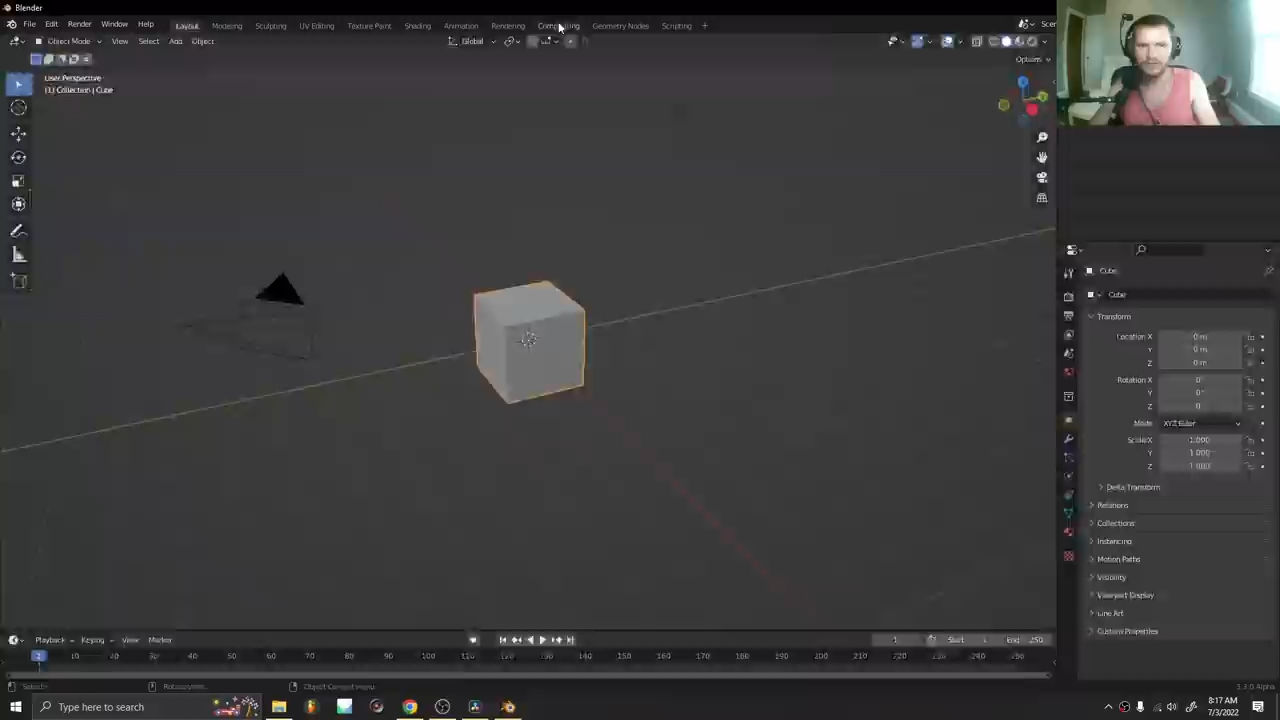 Blender
File Edit Render Window Help Layout Modeling Sculpting UV Editing Texture Paint Shading Animation Rendering Compositing Geometry Nodes Scripting + Scen
Object Mode View Select Add Object Global
Options
User Perspective
(1) Collection | Cube
Cube
Cube
Transform
Location X 0 m
Y 0 m
Z 0 m
Rotation X 0°
Y 0°
Z 0
Mode XYZ Euler
Scale X 1.000
Y 1.000
Z 1.000
Delta Transform
Relations
Collections
Instancing
Motion Paths
Visibility
Viewport Display
Line Art
Custom Properties
Playback Keying View Marker 1 Start End 250
2 10 20 30 40 50 60 70 80 90 100 110 120 130 140 150 160 170 180 190 200 210 220 230 240 250
Select Object Context Menu 3.3.0 Alpha
Type here to search
8:17 AM
7/3/2022